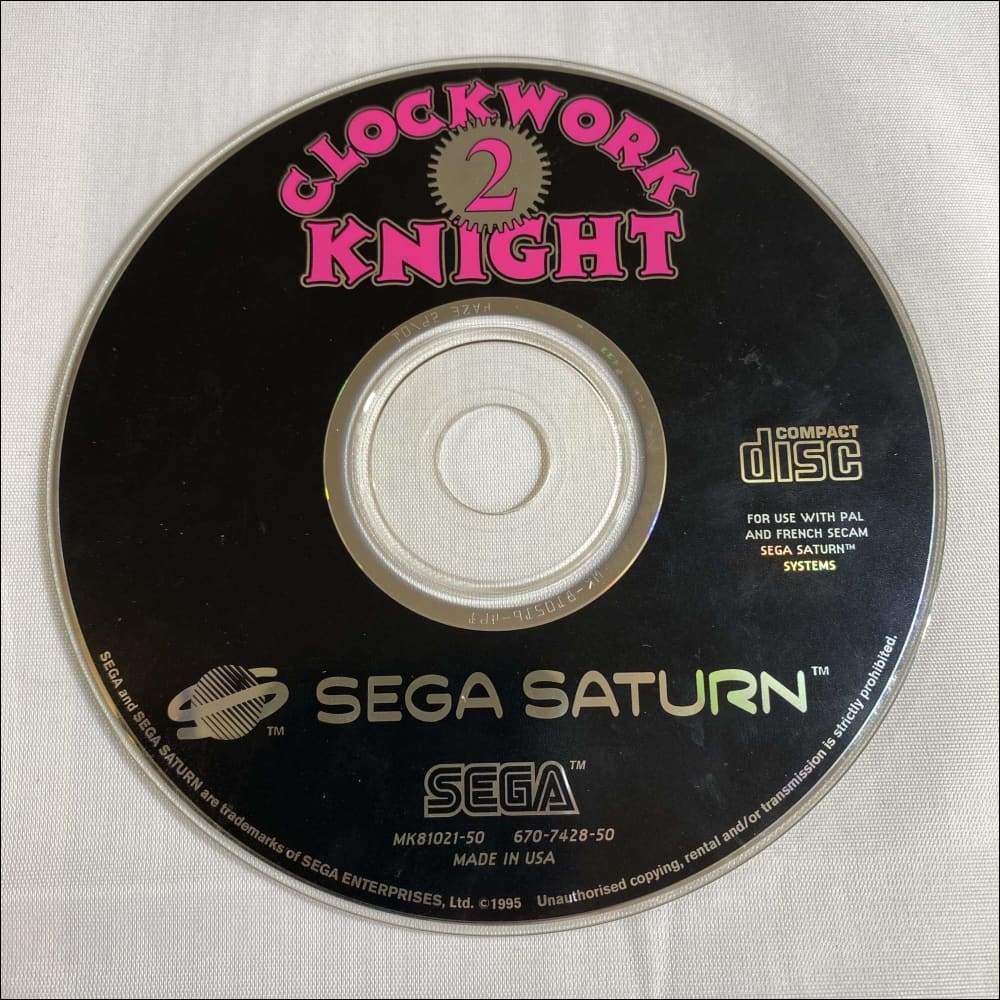 CLOCKWORK
2
KNIGHT
COMPACT
disc
FOR USE WITH PAL
AND FRENCH SECAM
SEGA SATURN™
SYSTEMS
SEGA SATURN™
TM
SEGA™
MK81021-50 670-7428-50
MADE IN USA
SEGA and SEGA SATURN are trademarks of SEGA ENTERPRISES, Ltd. ©1995 Unauthorised copying, rental and/or transmission is strictly prohibited.